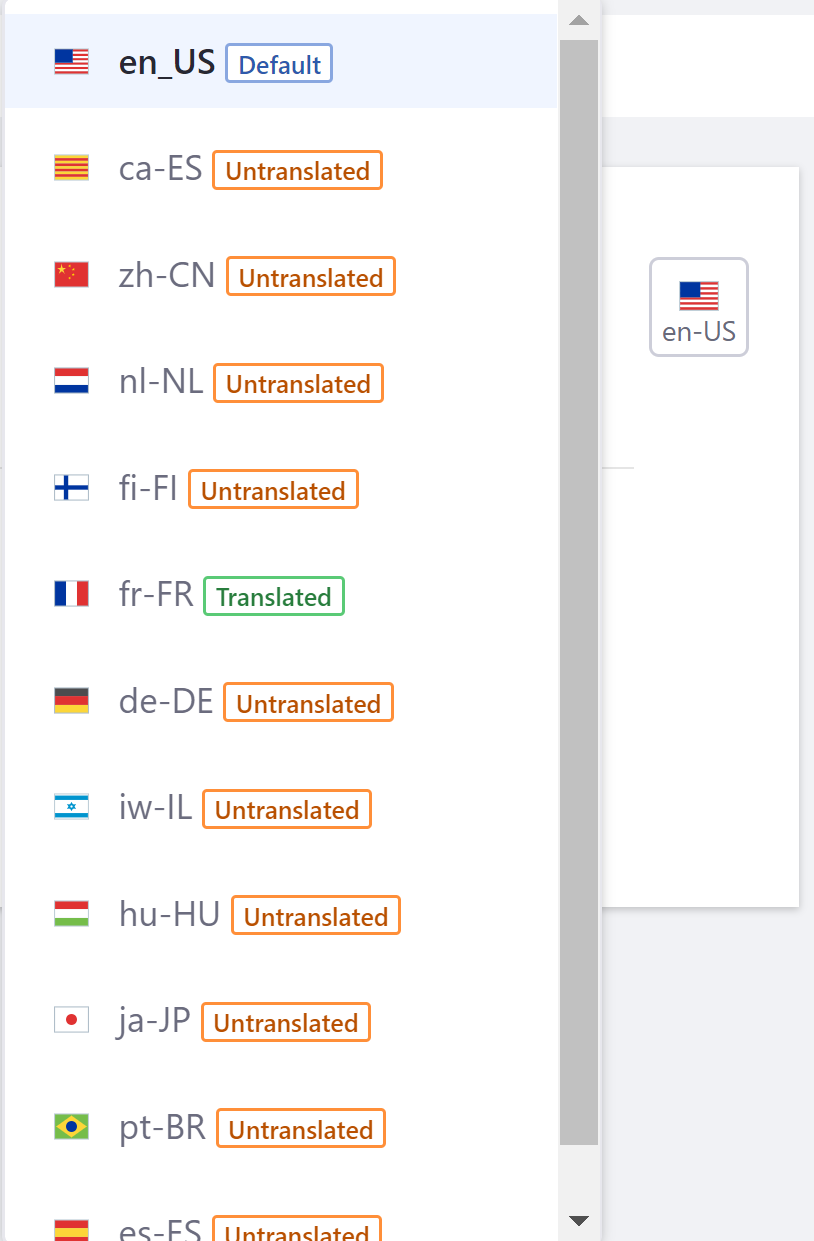 en_US Default
ca-ES Untranslated
zh-CN Untranslated
en-US
nl-NL Untranslated
fi-FI Untranslated
fr-FR Translated
de-DE Untranslated
iw-IL Untranslated
hu-HU Untranslated
ja-JP Untranslated
pt-BR Untranslated
es-ES Untranslated